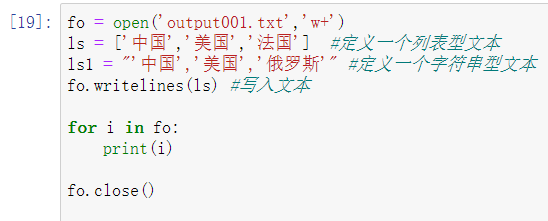 [19]:
fo = open('output001.txt','w+')
ls = ['中国','美国','法国']  #定义一个列表型文本
ls1 = "'中国','美国','俄罗斯'" #定义一个字符串型文本
fo.writelines(ls) #写入文本
for i in fo:
    print(i)
fo.close()